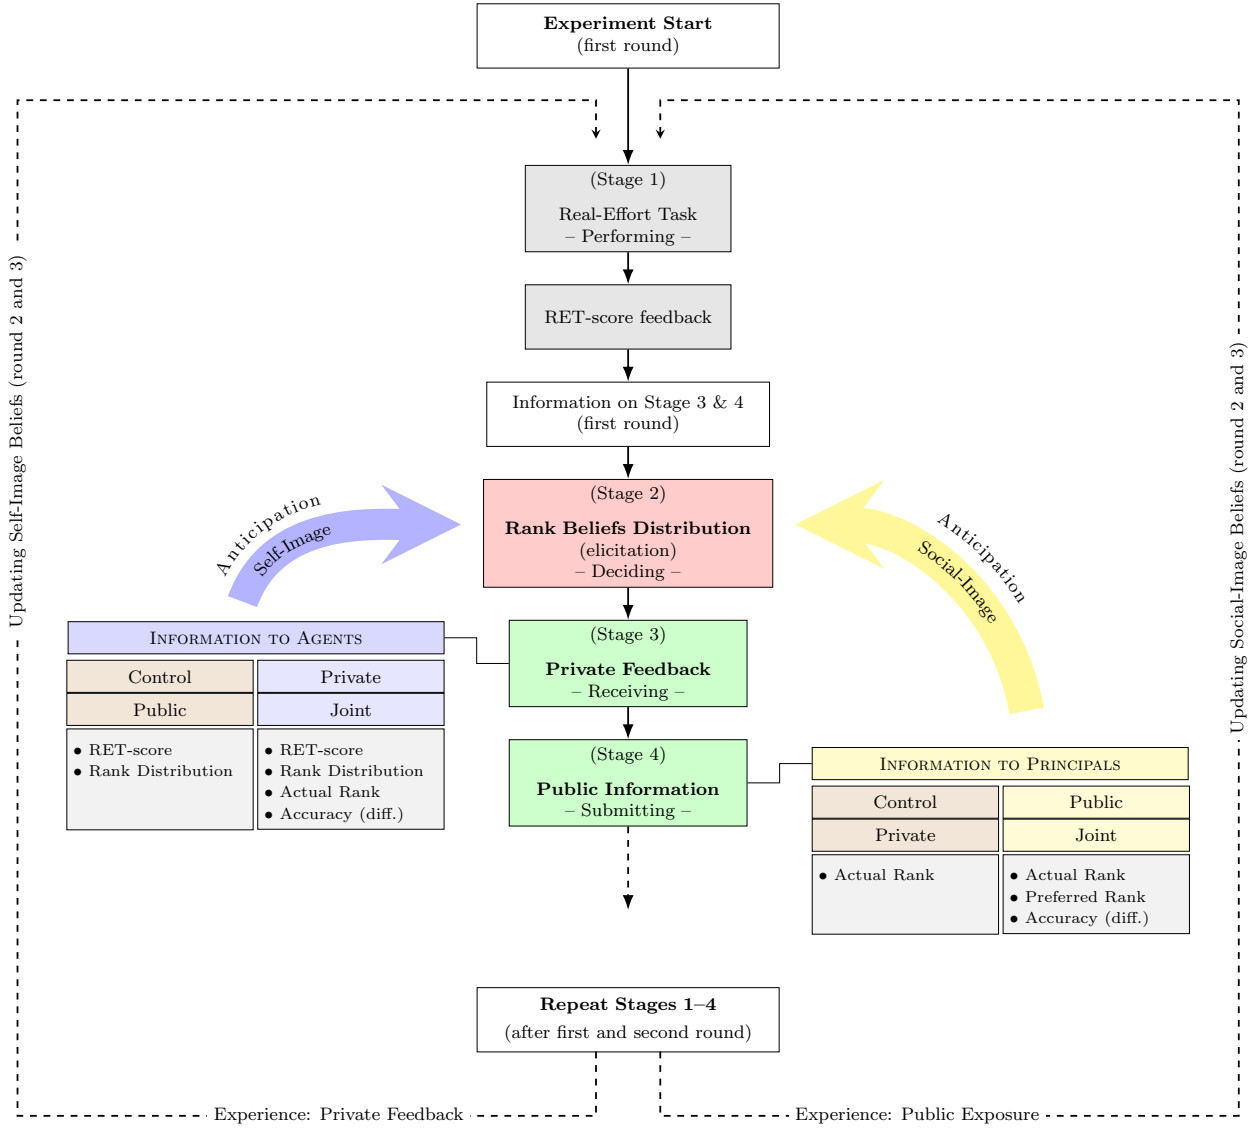 Experiment Start
(first round)
(Stage 1)
Real-Effort Task
– Performing –
RET-score feedback
Information on Stage 3 & 4
(first round)
(Stage 2)
Rank Beliefs Distribution
(elicitation)
– Deciding –
Anticipation
Self-Image
Anticipation
Social-Image
Updating Self-Image Beliefs (round 2 and 3)
Updating Social-Image Beliefs (round 2 and 3)
(Stage 3)
Private Feedback
– Receiving –
Information to Agents
Control
Private
Public
Joint
• RET-score
• Rank Distribution
• RET-score
• Rank Distribution
• Actual Rank
• Accuracy (diff.)
(Stage 4)
Public Information
– Submitting –
Information to Principals
Control
Public
Private
Joint
• Actual Rank
• Actual Rank
• Preferred Rank
• Accuracy (diff.)
Repeat Stages 1–4
(after first and second round)
Experience: Private Feedback
Experience: Public Exposure